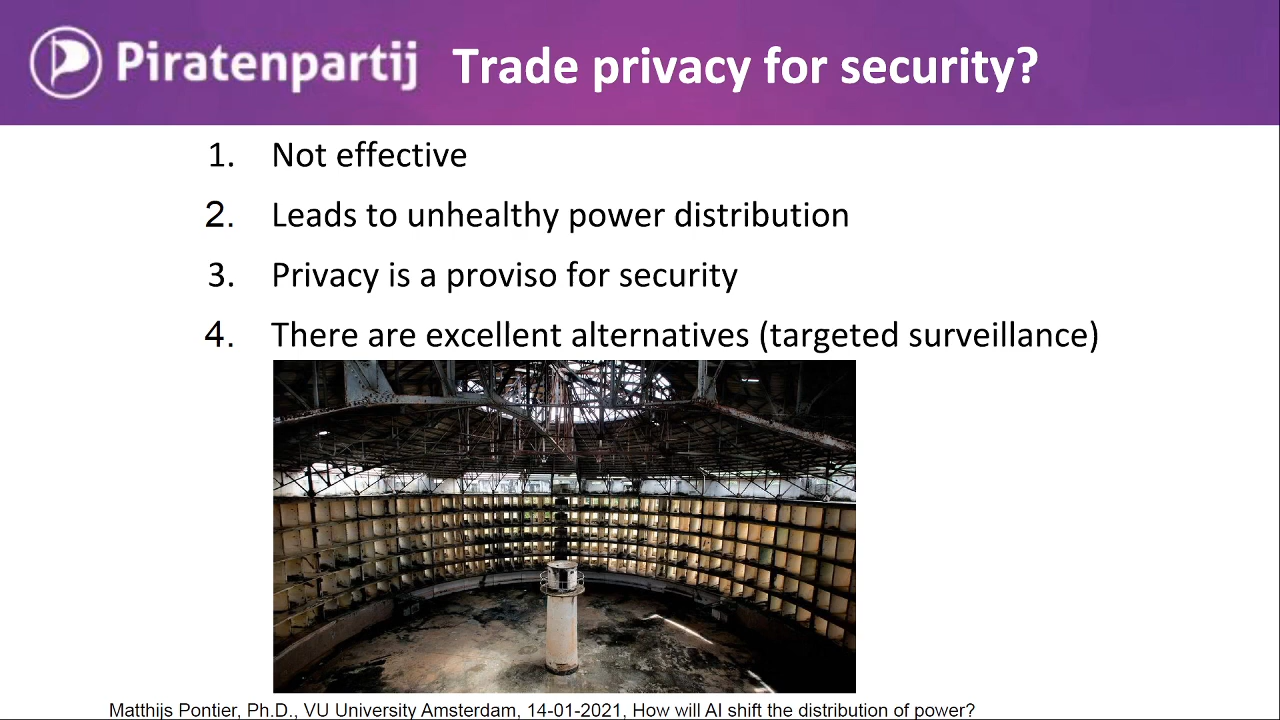 Piratenpartij Trade privacy for security?
1. Not effective
2. Leads to unhealthy power distribution
3. Privacy is a proviso for security
4. There are excellent alternatives (targeted surveillance)
Matthijs Pontier, Ph.D., VU University Amsterdam, 14-01-2021, How will AI shift the distribution of power?